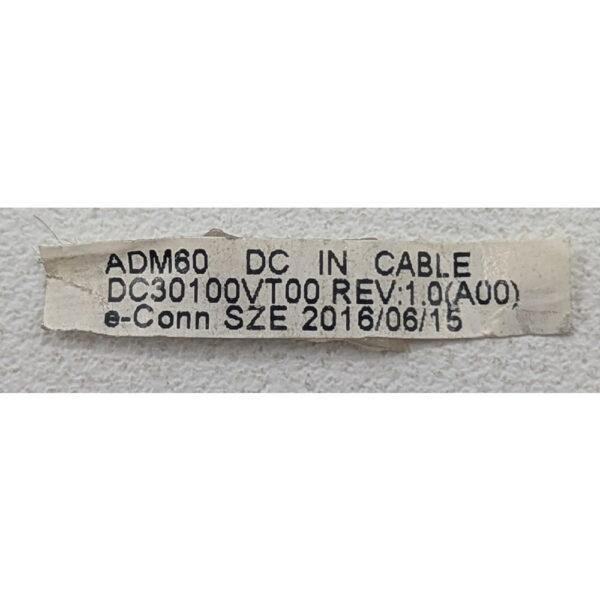 ADM60 DC IN CABLE
DC30100VT00 REV:1.0(A00)
e-Conn SZE 2016/06/15